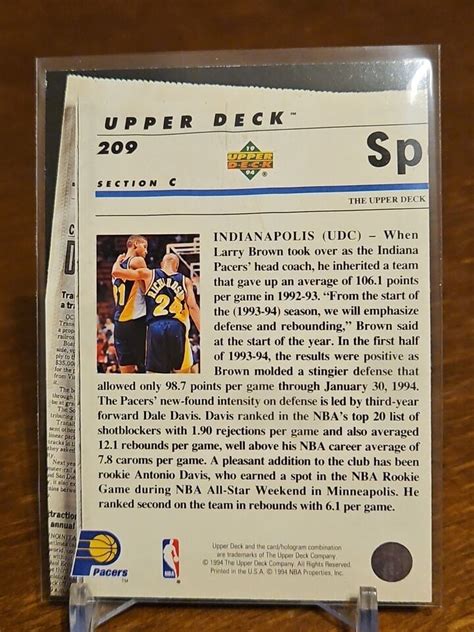 UPPER DECK™
209
19 UPPER DECK 94
Sp
SECTION C
THE UPPER DECK
INDIANAPOLIS (UDC) – When
Larry Brown took over as the Indiana
Pacers' head coach, he inherited a team
that gave up an average of 106.1 points
per game in 1992-93. “From the start of
the (1993-94) season, we will emphasize
defense and rebounding,” Brown said
at the start of the year. In the first half
of 1993-94, the results were positive as
Brown molded a stingier defense that
allowed only 98.7 points per game through January 30, 1994.
The Pacers' new-found intensity on defense is led by third-year
forward Dale Davis. Davis ranked in the NBA's top 20 list of
shotblockers with 1.90 rejections per game and also averaged
12.1 rebounds per game, well above his NBA career average of
7.8 caroms per game. A pleasant addition to the club has been
rookie Antonio Davis, who earned a spot in the NBA Rookie
Game during NBA All-Star Weekend in Minneapolis. He
ranked second on the team in rebounds with 6.1 per game.
24
Pacers™
NBA
Upper Deck and the card/hologram combination
are trademarks of The Upper Deck Company
© 1994 The Upper Deck Company. All Rights Reserved.
Printed in the U.S.A. © 1994 NBA Properties, Inc.